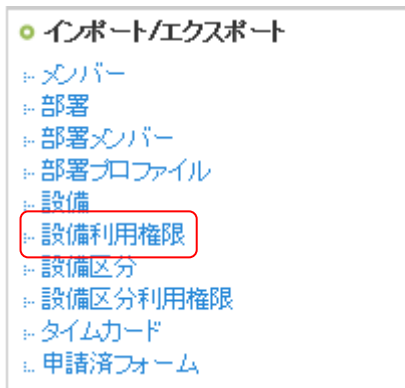 インポート/エクスポート
メンバー
部署
部署メンバー
部署プロファイル
設備
設備利用権限
設備区分
設備区分利用権限
タイムカード
申請済フォーム